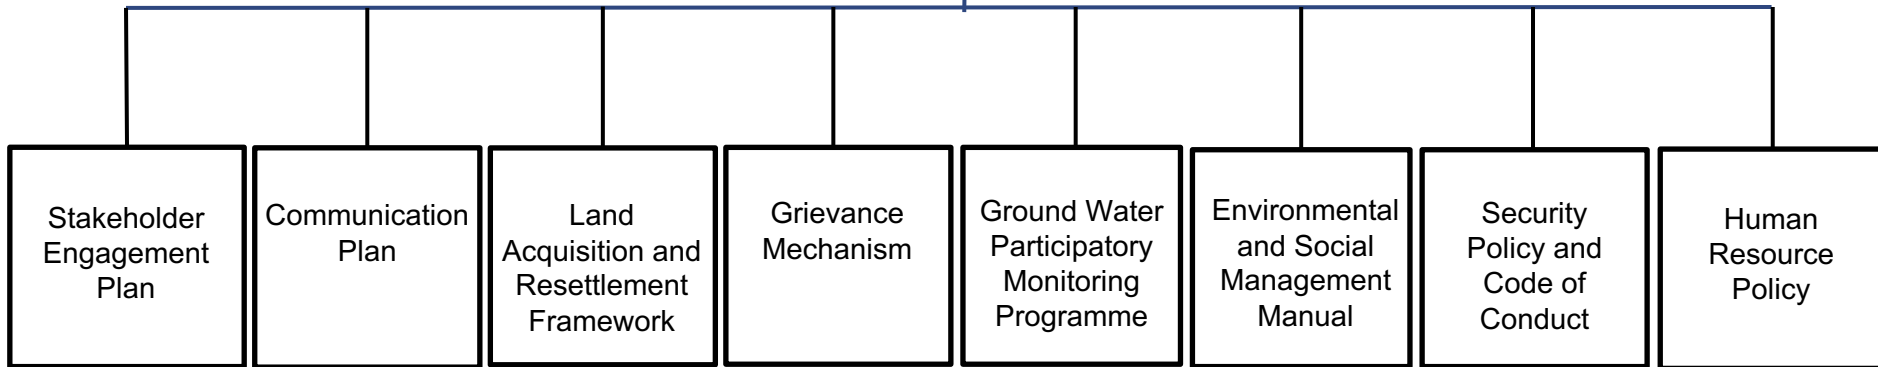 Stakeholder
Engagement
Plan
Communication
Plan
Land
Acquisition and
Resettlement
Framework
Grievance
Mechanism
Ground Water
Participatory
Monitoring
Programme
Environmental
and Social
Management
Manual
Security
Policy and
Code of
Conduct
Human
Resource
Policy